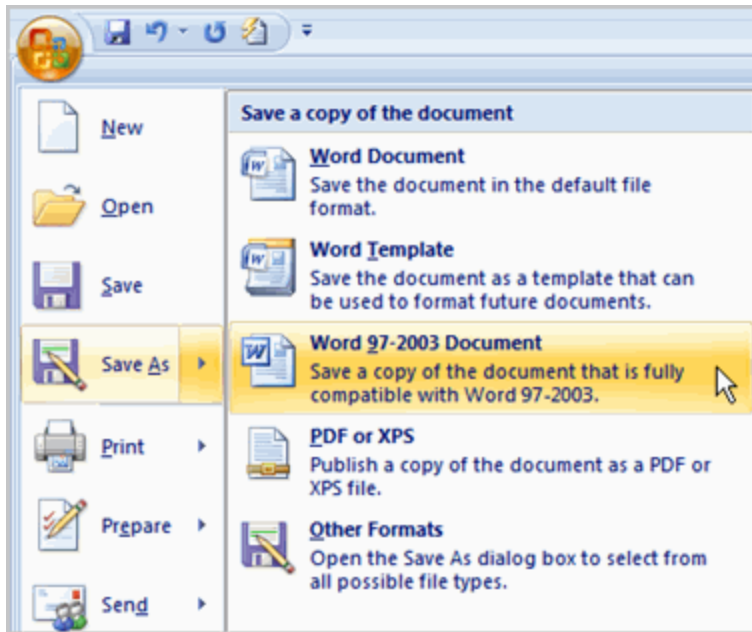 New
Open
Save
Save As
Print
Prepare
Send
Save a copy of the document
Word Document
Save the document in the default file
format.
Word Template
Save the document as a template that can
be used to format future documents.
Word 97-2003 Document
Save a copy of the document that is fully
compatible with Word 97-2003.
PDF or XPS
Publish a copy of the document as a PDF or
XPS file.
Other Formats
Open the Save As dialog box to select from
all possible file types.